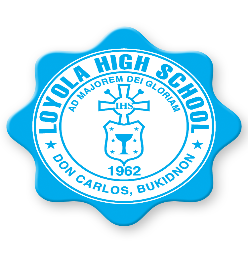 LOYOLA HIGH SCHOOL
AD MAJOREM DEI GLORIAM
IHS
1962
DON CARLOS, BUKIDNON